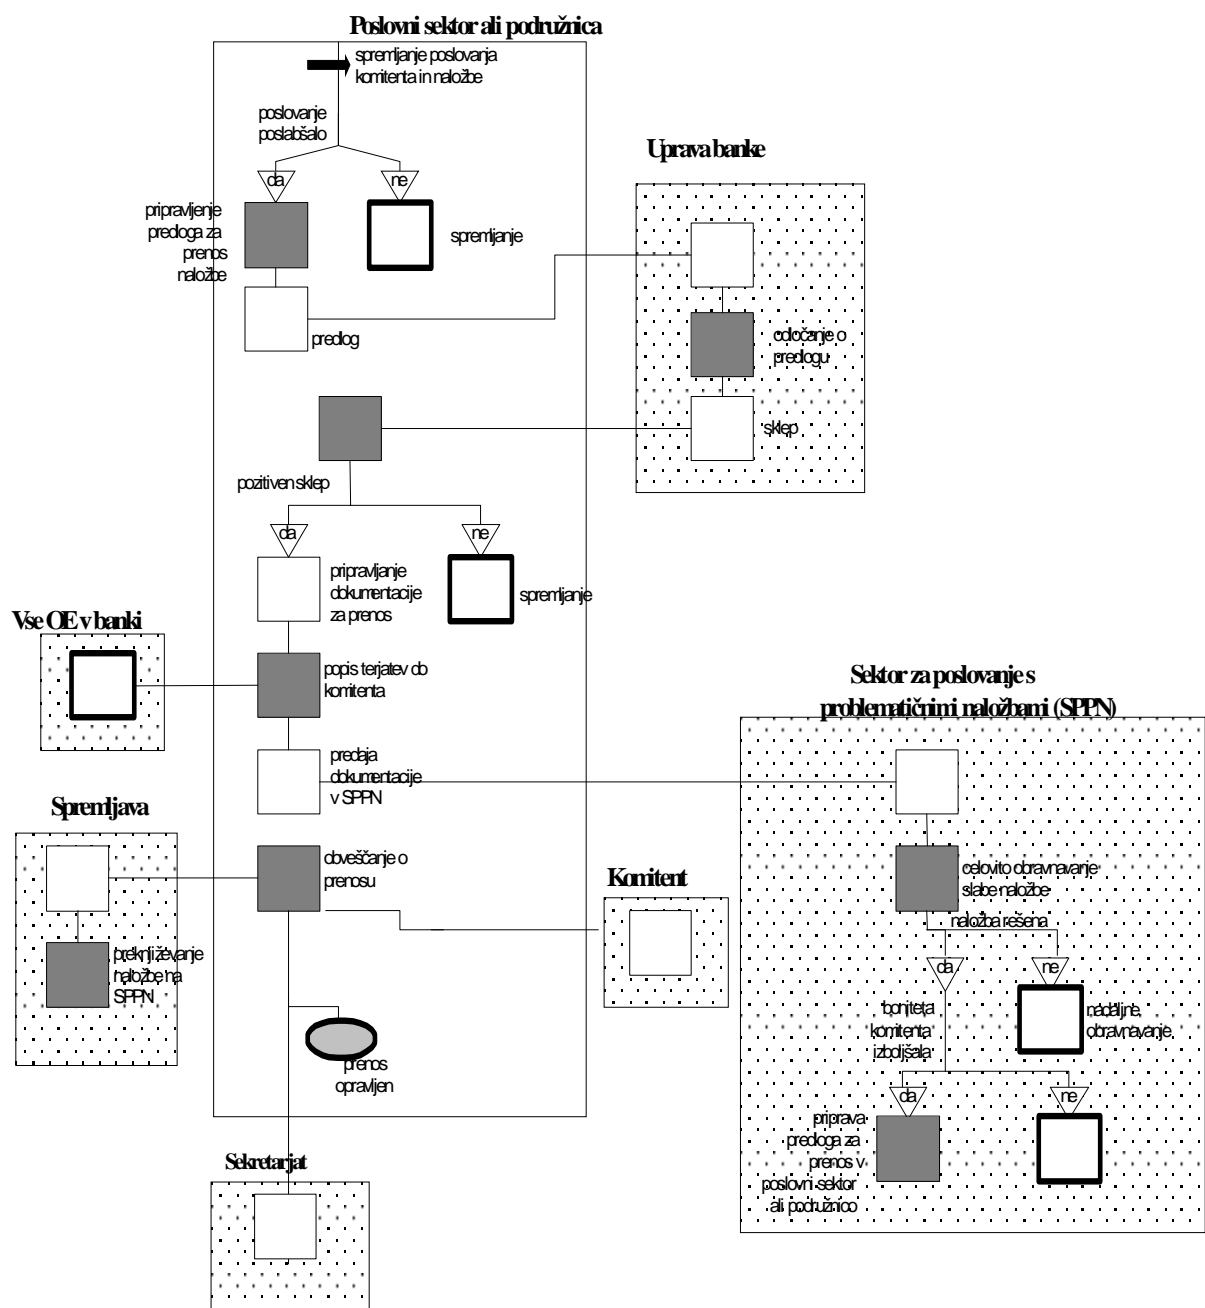 Poslovni sektor ali podružnica
spremljanje poslovanja
komitenta in naložbe
poslovanje
poslabšalo
da
ne
pripravljenje
predloga za
prenos
naložbe
spremljanje
predlog
Uprava banke
odločanje o
predlogu
sklep
pozitiven sklep
da
ne
pripravljanje
dokumentacije
za prenos
spremljanje
Vse OE v banki
popis terjatev do
komitenta
predaja
dokumentacije
v SPPN
Sektor za poslovanje s
problematičnimi naložbami (SPPN)
Spremljava
obveščanje o
prenosu
Komitent
celovito obravnavanje
slabe naložbe
naložba rešena
preknjiževanje
naložbe na
SPPN
da
ne
boniteta
komitenta
izboljšala
nadaljne
obravnavanje
prenos
opravljen
da
ne
priprava
predloga za
prenos v
poslovni sektor
ali področnico
Sekretarjat